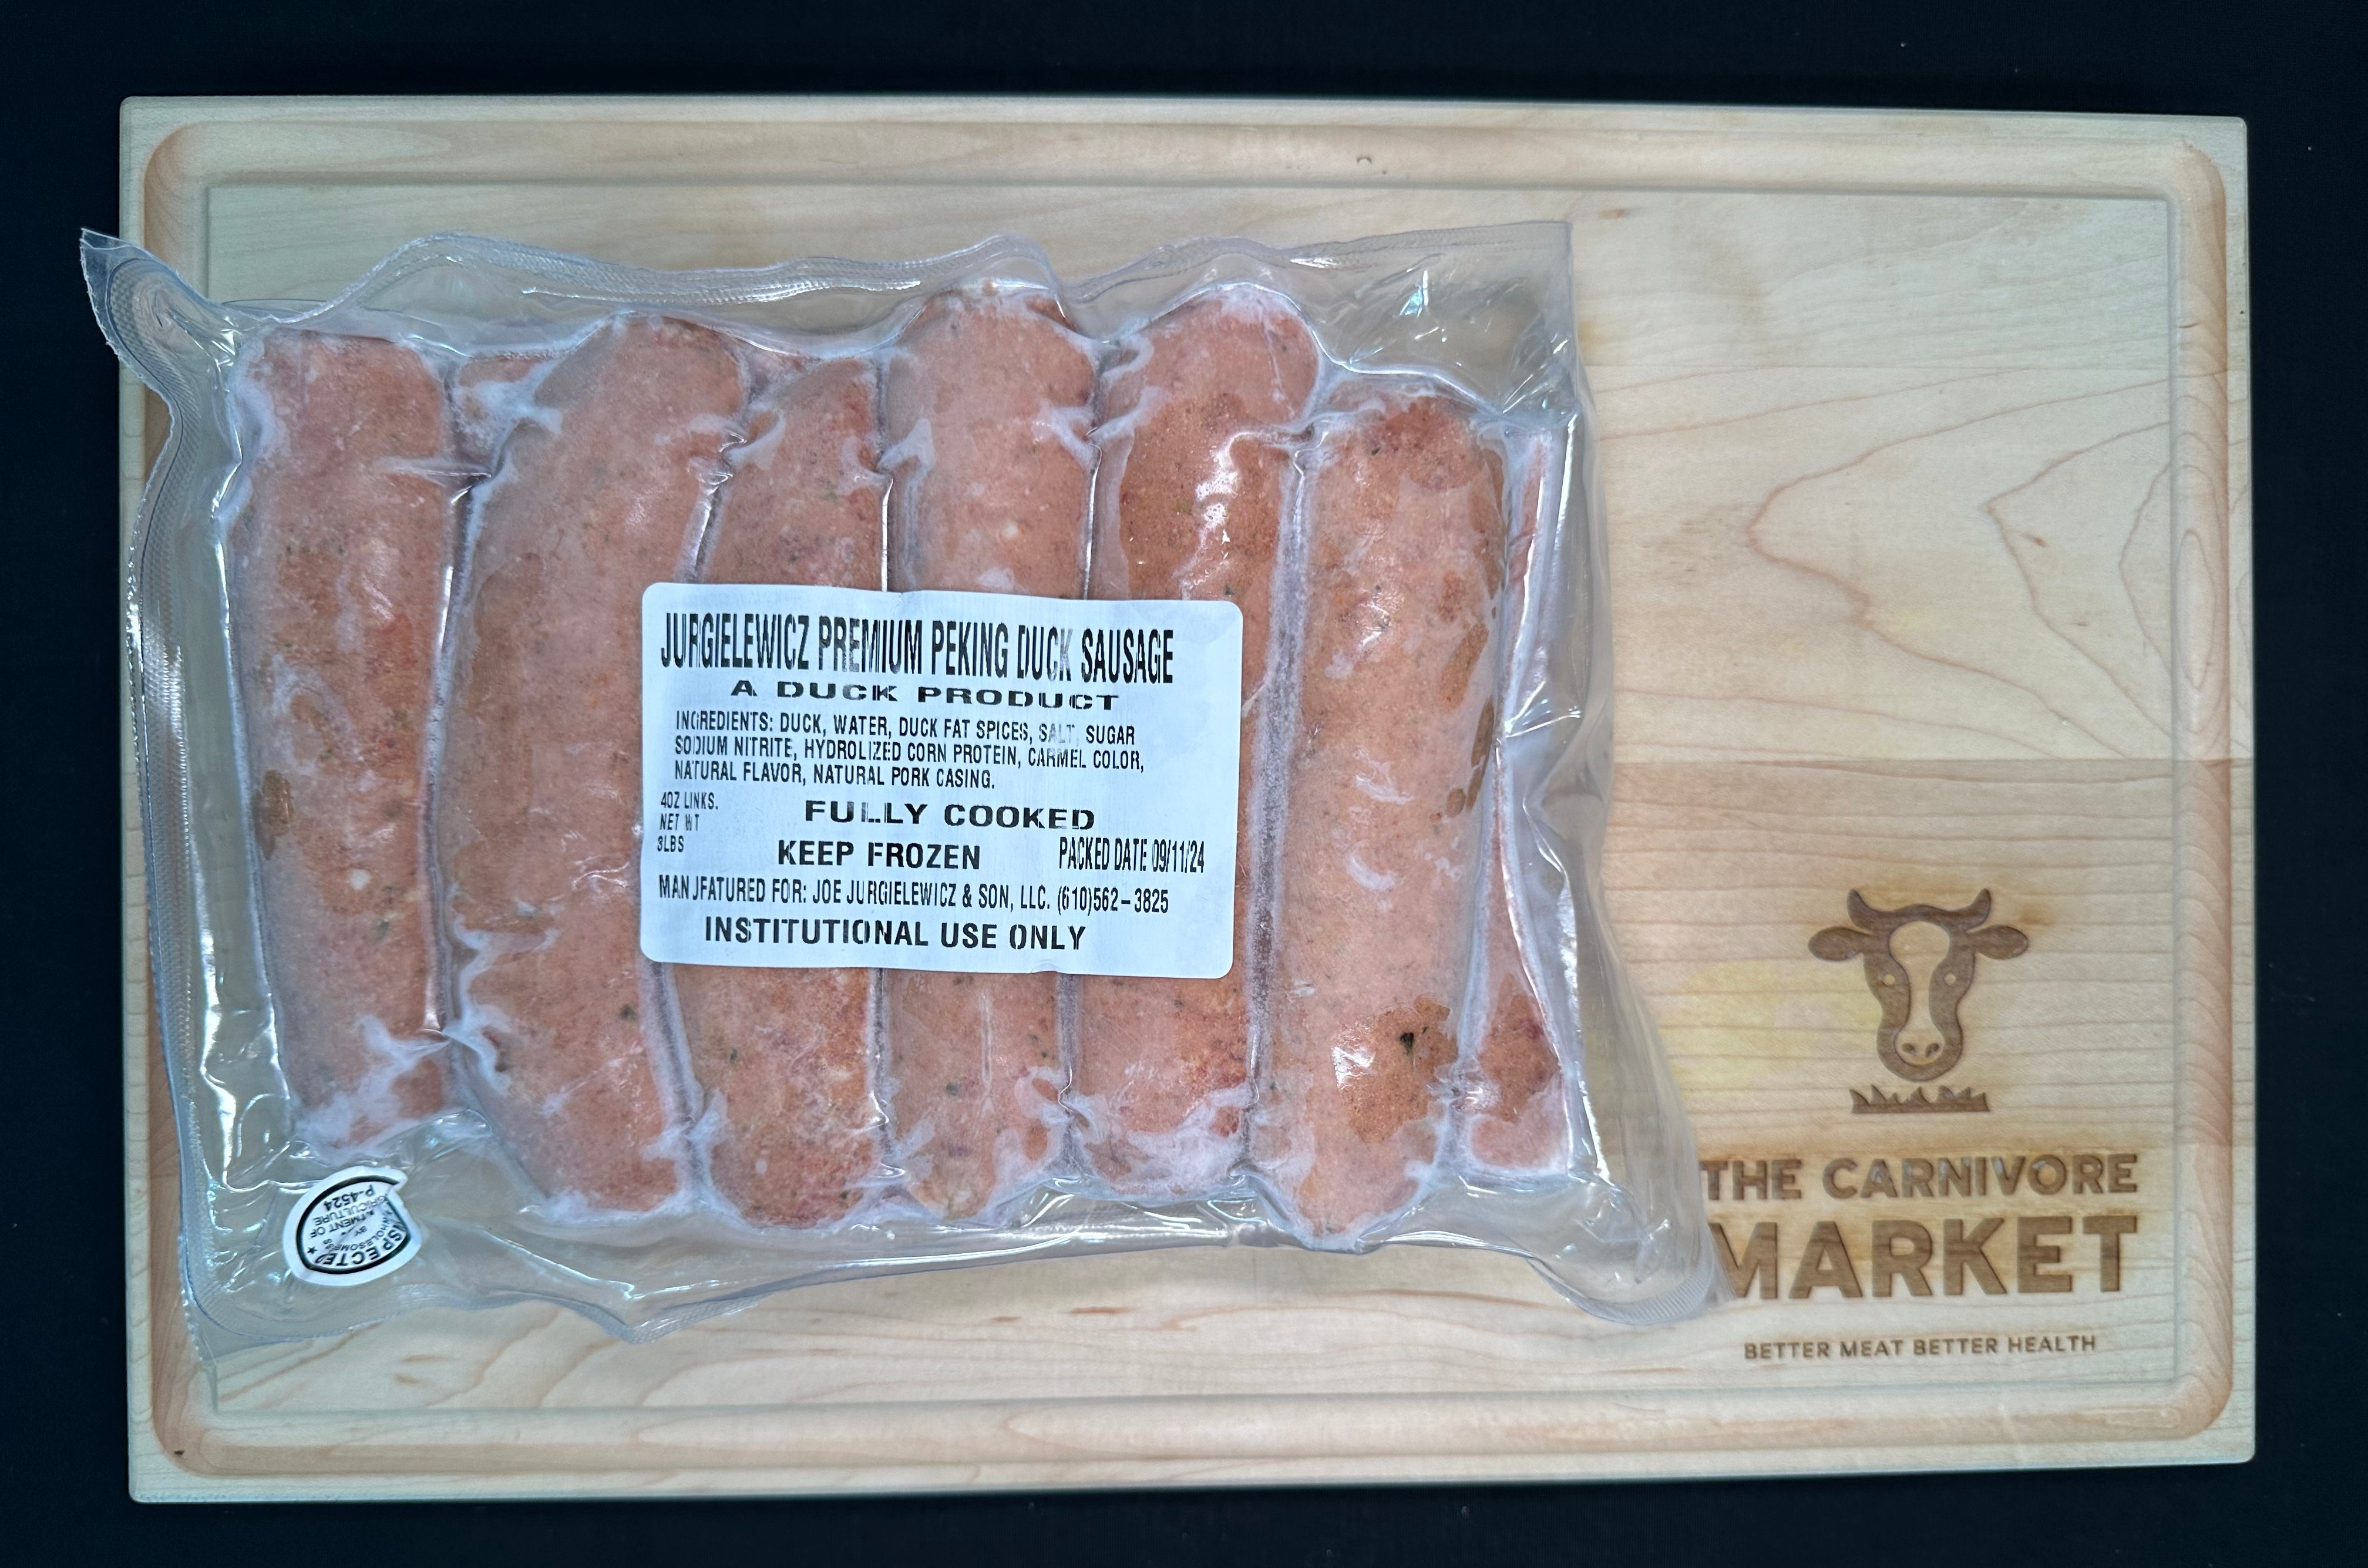 JURGIELEWICZ PREMIUM PEKING DUCK SAUSAGE
A DUCK PRODUCT
INGREDIENTS: DUCK, WATER, DUCK FAT SPICES, SALT, SUGAR
SODIUM NITRITE, HYDROLIZED CORN PROTEIN, CARMEL COLOR,
NATURAL FLAVOR, NATURAL PORK CASING.
4OZ LINKS.
NET WT
3LBS
FULLY COOKED
KEEP FROZEN
PACKED DATE 09/11/24
MANUFATURED FOR: JOE JURGIELEWICZ & SON, LLC. (610)562-3825
INSTITUTIONAL USE ONLY
P-4524
THE CARNIVORE
MARKET
BETTER MEAT BETTER HEALTH